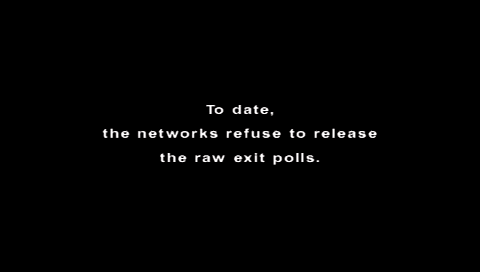 To date,
the networks refuse to release
the raw exit polls.